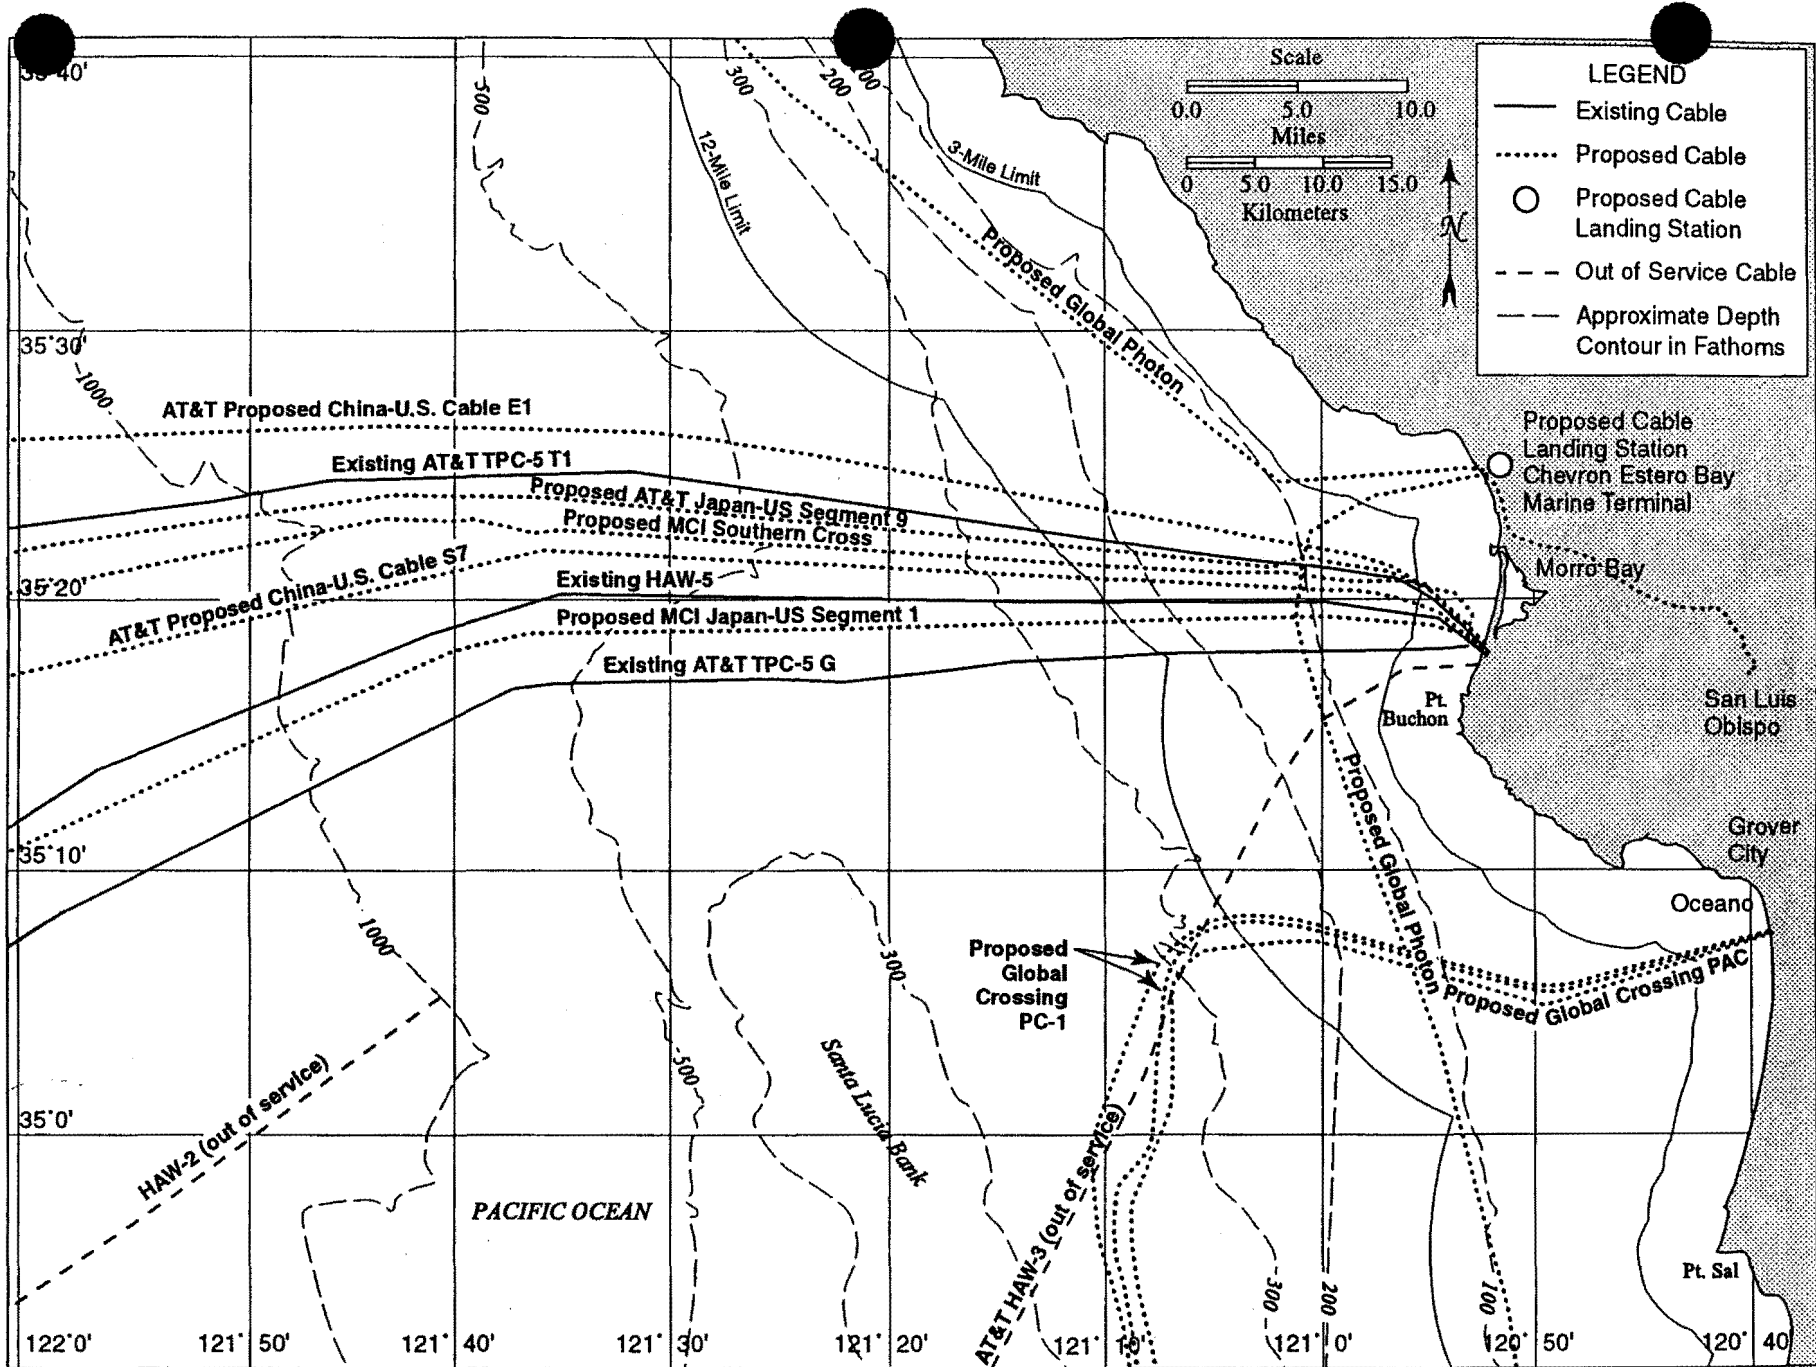 Scale
0.0 5.0 10.0
Miles
0 5.0 10.0 15.0
Kilometers
N
LEGEND
Existing Cable
Proposed Cable
Proposed Cable
Landing Station
Out of Service Cable
Approximate Depth
Contour in Fathoms
500
300
200
12-Mile Limit
3-Mile Limit
Proposed Global Photon
35°30'
1000
AT&T Proposed China-U.S. Cable E1
Existing AT&T TPC-5 T1
Proposed AT&T Japan-US Segment 9
Proposed MCI Southern Cross
AT&T Proposed China-U.S. Cable S7
35°20'
Existing HAW-5
Proposed MCI Japan-US Segment 1
Existing AT&T TPC-5 G
Proposed Cable
Landing Station
Chevron Estero Bay
Marine Terminal
Morro Bay
Pt.
Buchon
San Luis
Obispo
Proposed Global Photon
Grover
City
35°10'
Oceano
1000
300
Proposed
Global
Crossing
PC-1
Proposed Global Crossing PAC
500
Santa Lucia Bank
35°0'
HAW-2 (out of service)
AT&T HAW-3 (out of service)
PACIFIC OCEAN
Pt. Sal
300
200
100
122°0' 121°50' 121°40' 121°30' 121°20' 121°10' 121°0' 120°50' 120°40'